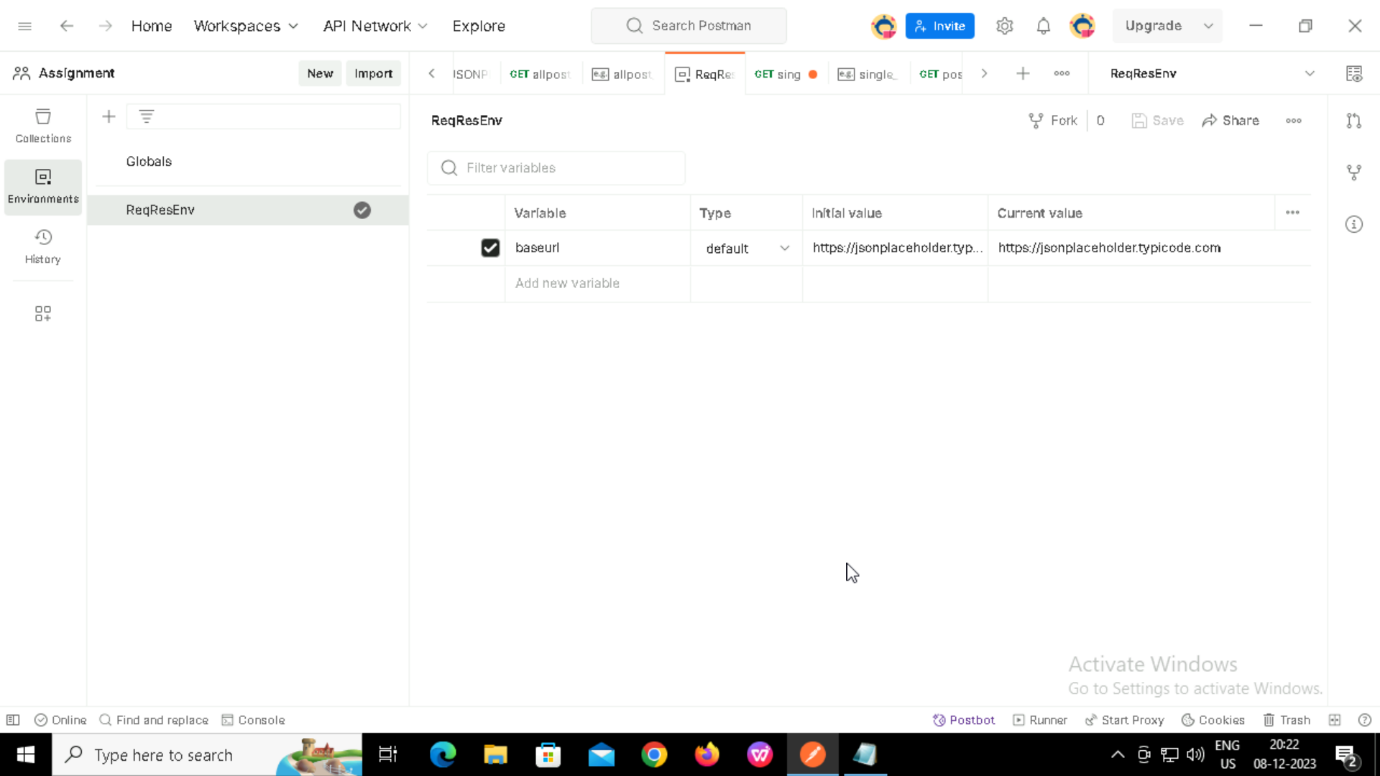 Home Workspaces API Network Explore Search Postman Invite Upgrade
Assignment New Import JSONP GET allpost allpost ReqRes GET sing single_ GET pos ReqResEnv
Collections
Environments
History
Globals
ReqResEnv
ReqResEnv Fork 0 Save Share
Filter variables
Variable Type Initial value Current value
baseurl default https://jsonplaceholder.typ... https://jsonplaceholder.typicode.com
Add new variable
Activate Windows
Go to Settings to activate Windows.
Online Find and replace Console Postbot Runner Start Proxy Cookies Trash
Type here to search ENG US 20:22 08-12-2023 2